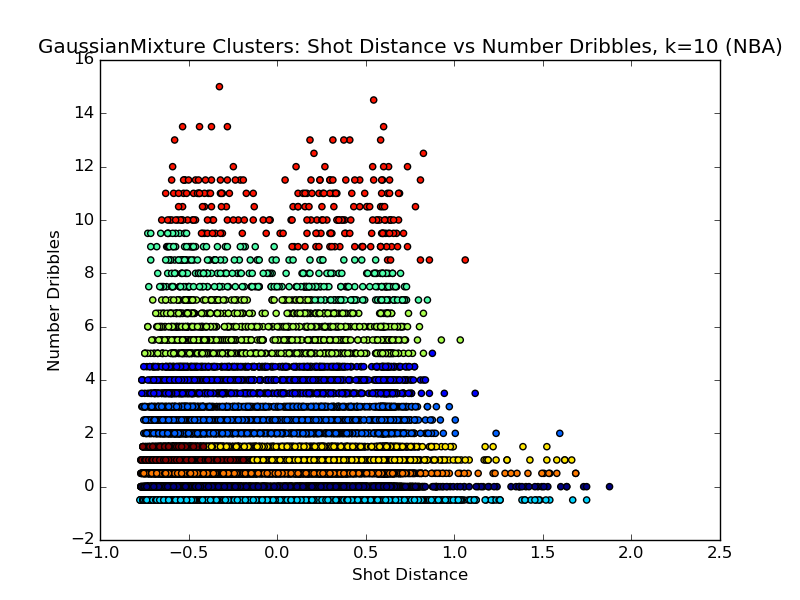 GaussianMixture Clusters: Shot Distance vs Number Dribbles, k=10 (NBA)
16
14
12
10
8
6
4
2
0
−2
Number Dribbles
−1.0 −0.5 0.0 0.5 1.0 1.5 2.0 2.5
Shot Distance